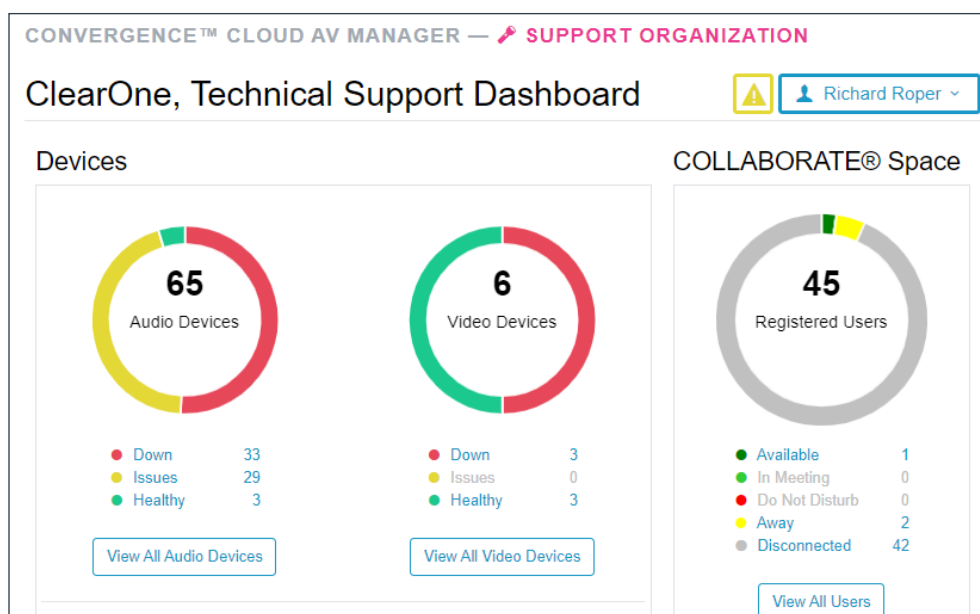 CONVERGENCE™ CLOUD AV MANAGER — SUPPORT ORGANIZATION
ClearOne, Technical Support Dashboard
Richard Roper
Devices
65
Audio Devices
Down 33
Issues 29
Healthy 3
View All Audio Devices
6
Video Devices
Down 3
Issues 0
Healthy 3
View All Video Devices
COLLABORATE® Space
45
Registered Users
Available 1
In Meeting 0
Do Not Disturb 0
Away 2
Disconnected 42
View All Users